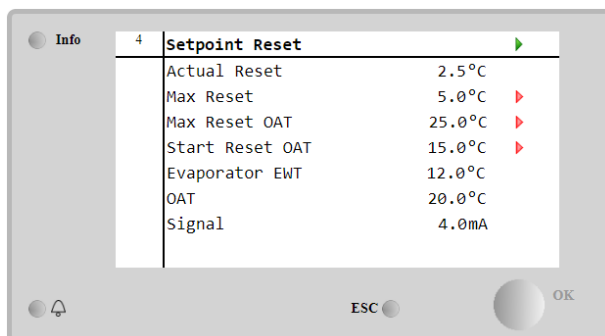 Info
4 Setpoint Reset
Actual Reset 2.5°C
Max Reset 5.0°C
Max Reset OAT 25.0°C
Start Reset OAT 15.0°C
Evaporator EWT 12.0°C
OAT 20.0°C
Signal 4.0mA
ESC
OK